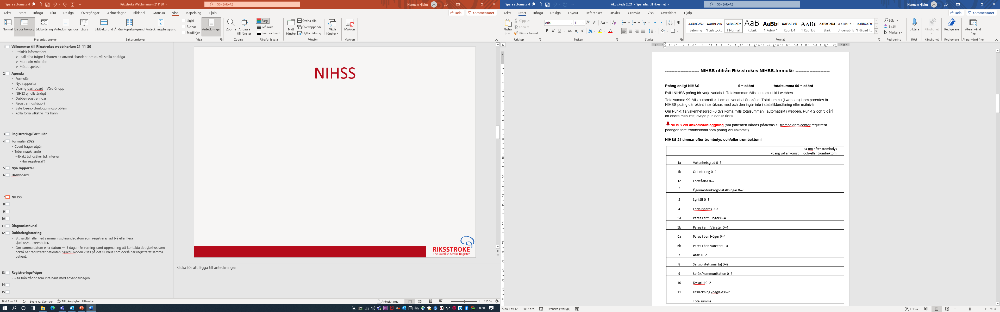 Spara automatiskt
Riksstroke Webbinarium 211130
Sök (Alt+C)
Hannele Hjelm
Arkiv Start Infoga Rita Design Övergångar Animeringar Bildspel Granska Visa Inspelning Hjälp
Dela Kommentarer
Normal Dispositionsvy Bildsortering Anteckningssidor Läsvy
Bildbakgrund Åhörarkopiebakgrund Anteckningsbakgrund
Linjal
Rutnät
Stödlinjer
Anteckningar
Zooma Anpassa till fönster
Färg
Gråskala
Svart och vitt
Nytt fönster
Ordna alla
Överlappande
Flytta delning
Växla fönster
Makron
Presentationsvyer Bakgrundsvyer Visa Zooma Färg/gråskala Fönster Makron
1 Välkommen till Riksstrokes webbinarium 21-11-30
• Praktisk information:
➢ Ställ dina frågor i chatten alt använd "handen" om du vill ställa en fråga
➢ Muta din mikrofon
➢ Mötet spelas in
2 Agenda
• Formulär
• Nya rapporter
• Visning dashboard – Vårdförlopp
• NIHSS ej fullständigt
• Dubbelregistreringar
• Registreringsfrågor?
• Byte lösenord/inloggningsproblem
• Kolla förra vilket vi inte hann
3 Registrering/Formulär
4 Formulär 2022
• Covid frågor utgår
• Tider insjuknande
– Exakt tid, osäker tid, intervall
• Hur registrera??
5 Nya rapporter
6 Dashboard
7 NIHSS
8
9
10
11 Diagnoslathund
12 Dubbelregistrering
• Ett vårdtillfälle med samma insjuknandedatum som registreras vid två eller flera
sjukhus/strokeenheter.
• Om samma datum eller datum +- 5 dagar; En varning samt uppmaning att kontakta det sjukhus som
också har registrerat patienten. Sjukhuskoden visas på det sjukhus som också har registrerat samma
patient.
13 Registreringsfrågor
• – ta från frågor som inte hans med användardagen
14
15
NIHSS
RIKSSTROKE
The Swedish Stroke Register
Klicka för att lägga till anteckningar
Bild 7 av 15 Svenska (Sverige) Tillgänglighet: Utforska
Anteckningar 113 %
08:20
Spara automatiskt
Akutskede 2021 - Sparades till H:-enhet
Sök (Alt+C)
Hannele Hjelm
Arkiv Start Infoga Design Layout Referenser Utskick Granska Visa Utvecklare Hjälp
Dela Kommentarer
Klistra in
Klipp ut
Kopiera
Hämta format
Arial 11
F K U
Betoning ¶ Liststyck... ¶ Normal Rubrik ¶ Rubrik 1 Rubrik 4 ¶ Rubrik 6 Stark Underrubrik ¶ Färgad li...
Sök
Ersätt
Markera
Diktera Känslighet Redigerare Återanvänd filer
Urklipp Tecken Stycke Format Redigering Röst Känslighet Redigerare Återanvänd filer
---------------------- NIHSS utifrån Riksstrokes NIHSS-formulär ----------------------
Poäng enligt NIHSS 9 = okänt totalsumma 99 = okänt
Fyll i NIHSS poäng för varje variabel. Totalsumman fylls i automatiskt i webben.
Totalsumma 99 fylls automatiskt i om en variabel är okänd. Totalsumma (i webben) inom parentes är
NIHSS poäng där okänt inte räknas med och den ingår inte i statistikberäkning eller målnivå
Om Punkt 1a vakenhetsgrad =3 dvs koma, fylls totalsumman i automatiskt i webben. Punkt 2 och 3 går
att ändra manuellt, övriga punkter är låsta.
NIHSS vid ankomst/inläggning (om patienten vårdas på/flyttas till trombektomicenter registrera
poängen före trombektomi som poäng vid ankomst)
NIHSS 24 timmar efter trombolys och/eller trombektomi
Poäng vid ankomst 24 tim efter trombolys och/eller trombektomi
1a Vakenhetsgrad 0–3
1b Orientering 0–2
1c Förståelse 0–2
2 Ögonmotorik/ögonställningar 0–2
3 Synfält 0–3
4 Facialispares 0–3
5a Pares i arm Höger 0–4
5b Pares i arm Vänster 0–4
6a Pares i ben Höger 0–4
6b Pares i ben Vänster 0–4
7 Ataxi 0–2
8 Sensibilitet(smärta) 0–2
9 Språk/kommunikation 0–3
10 Dysartri 0–2
11 Utsläckning /neglekt 0–2
Totalsumma
Sida 3 av 12 2837 ord Svenska (Sverige)
Fokus 96 %